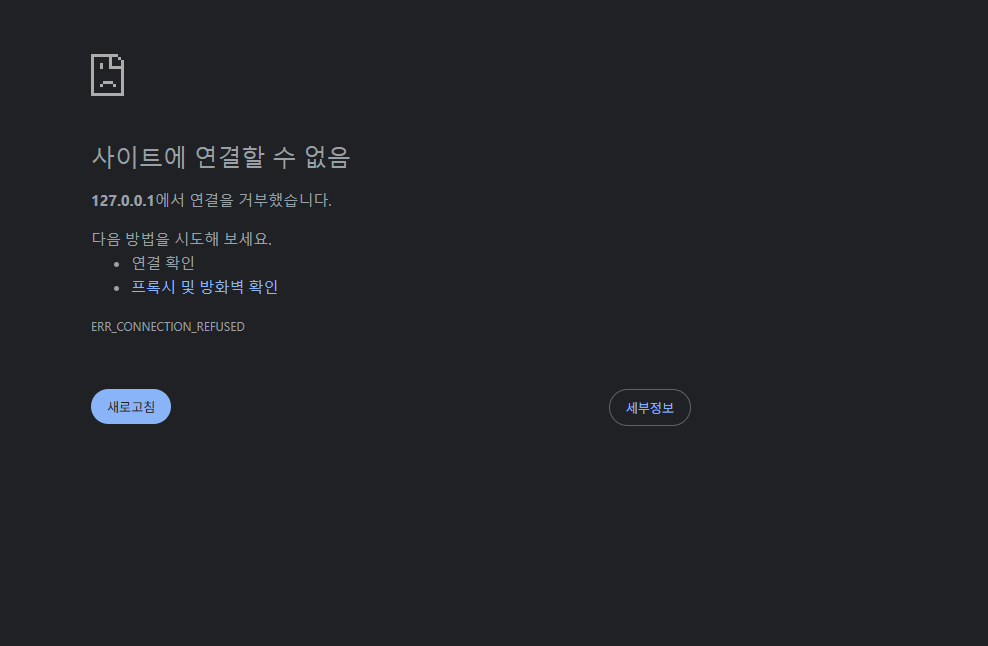 사이트에 연결할 수 없음
127.0.0.1에서 연결을 거부했습니다.
다음 방법을 시도해 보세요.
연결 확인
프록시 및 방화벽 확인
ERR_CONNECTION_REFUSED
새로고침
세부정보